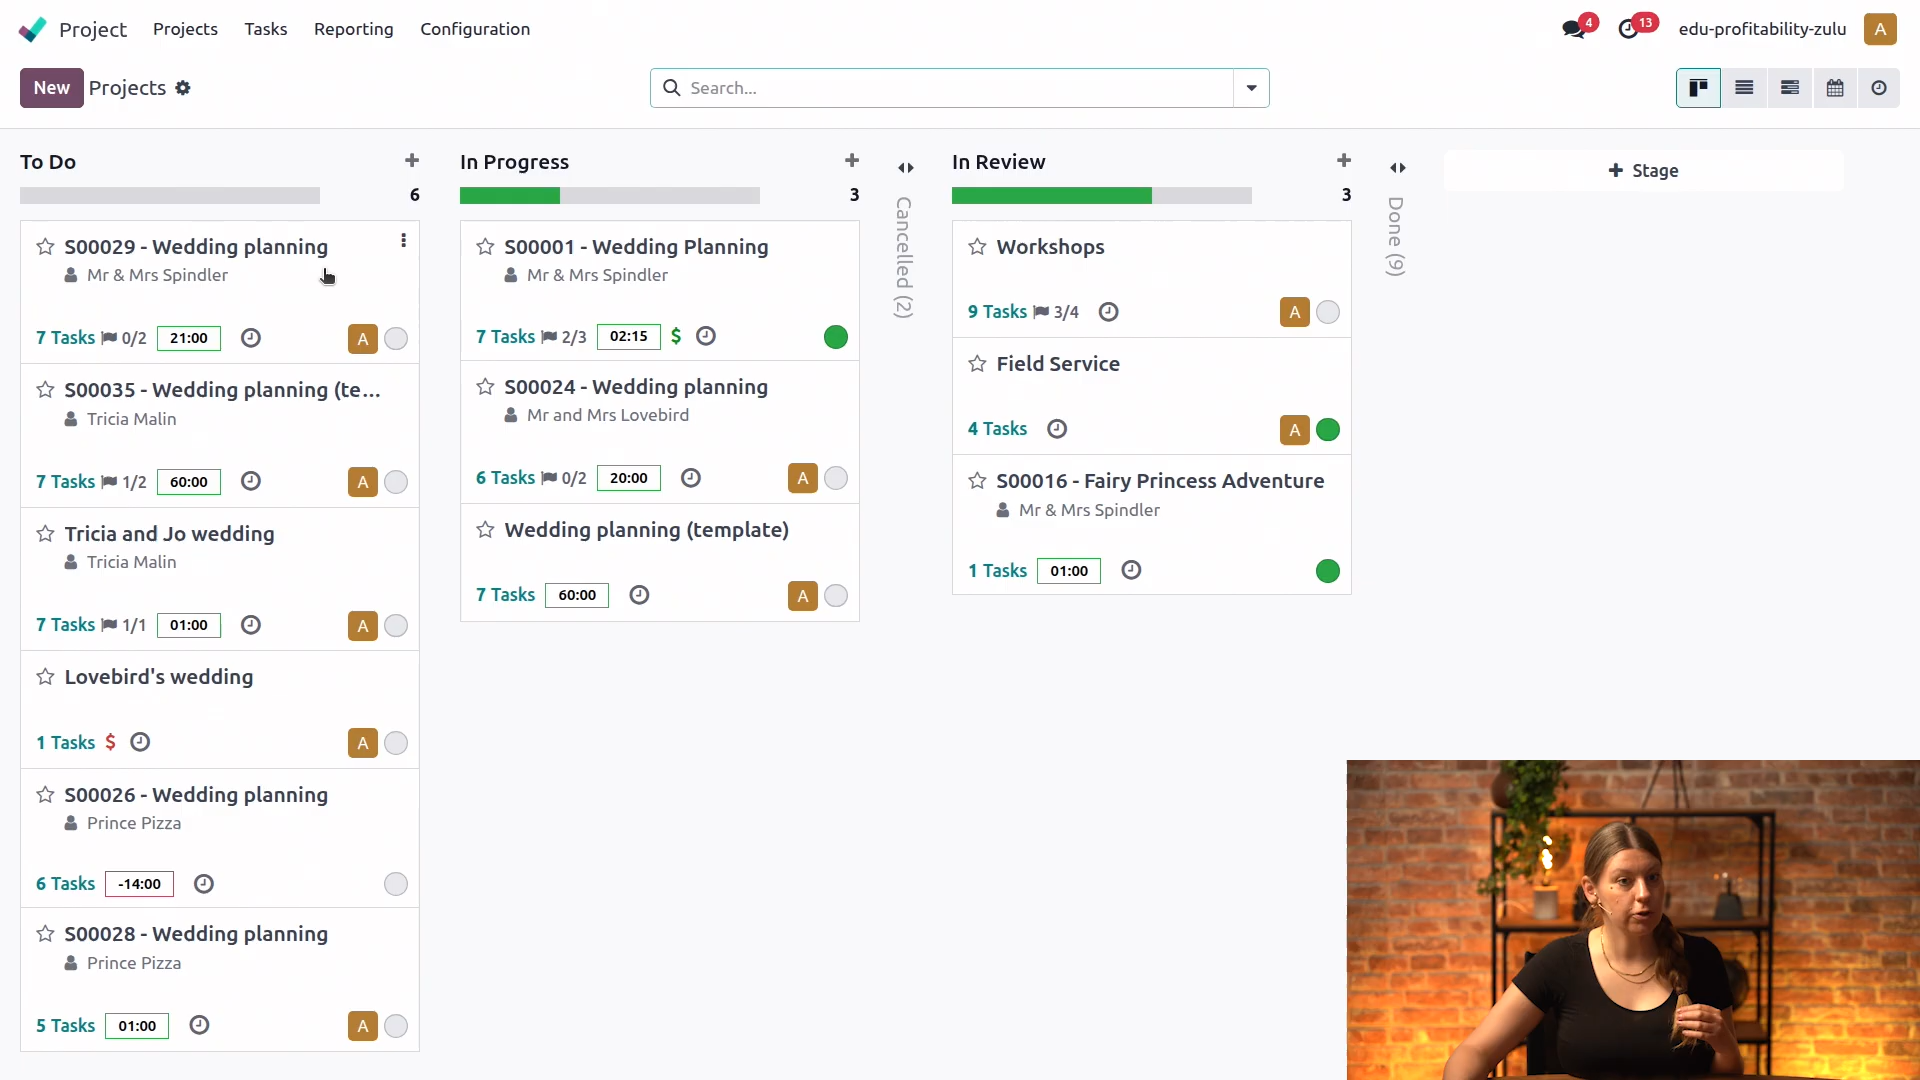 Project Projects Tasks Reporting Configuration 4 13 edu-profitability-zulu A
New Projects Search...
To Do
6
S00029 - Wedding planning
Mr & Mrs Spindler
7 Tasks 0/2 21:00 A
S00035 - Wedding planning (te...
Tricia Malin
7 Tasks 1/2 60:00 A
Tricia and Jo wedding
Tricia Malin
7 Tasks 1/1 01:00 A
Lovebird's wedding
1 Tasks $ A
S00026 - Wedding planning
Prince Pizza
6 Tasks -14:00
S00028 - Wedding planning
Prince Pizza
5 Tasks 01:00 A
In Progress
3
S00001 - Wedding Planning
Mr & Mrs Spindler
7 Tasks 2/3 02:15 $
S00024 - Wedding planning
Mr and Mrs Lovebird
6 Tasks 0/2 20:00 A
Wedding planning (template)
7 Tasks 60:00 A
Cancelled (2)
In Review
3
Workshops
9 Tasks 3/4 A
Field Service
4 Tasks A
S00016 - Fairy Princess Adventure
Mr & Mrs Spindler
1 Tasks 01:00
Done (9)
Stage